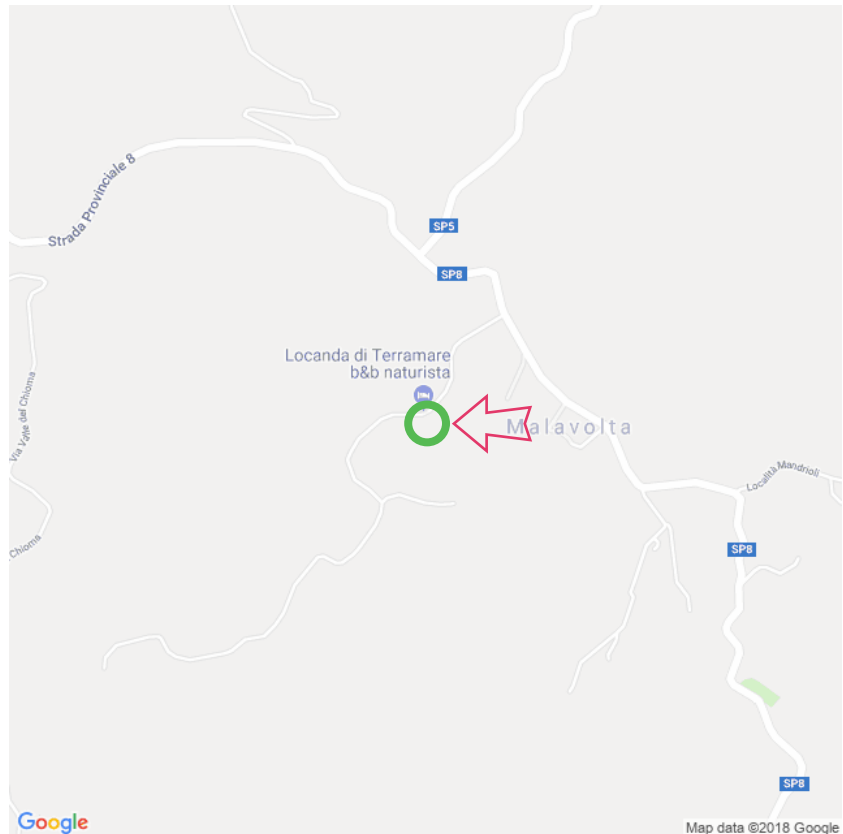 Strada Provinciale 8
SP5
SP8
Locanda di Terramare
b&b naturista
Malavolta
Via Valle del Chioma
Chioma
Località Mandrioli
SP8
SP8
Google
Map data ©2018 Google